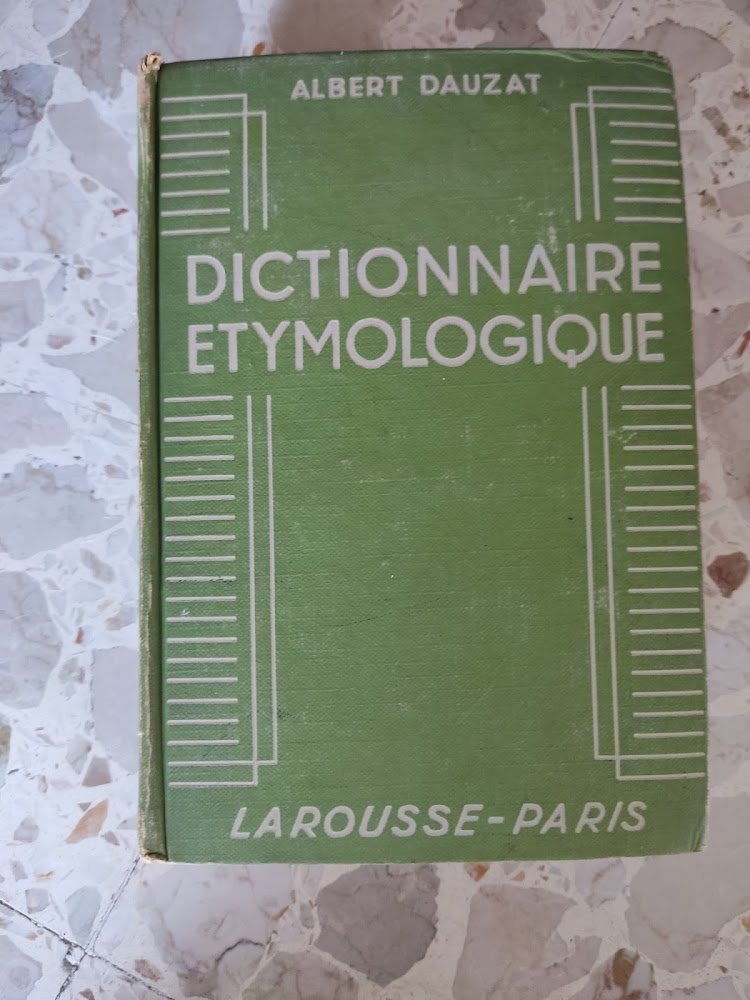 ALBERT DAUZAT
DICTIONNAIRE
ETYMOLOGIQUE
LAROUSSE-PARIS